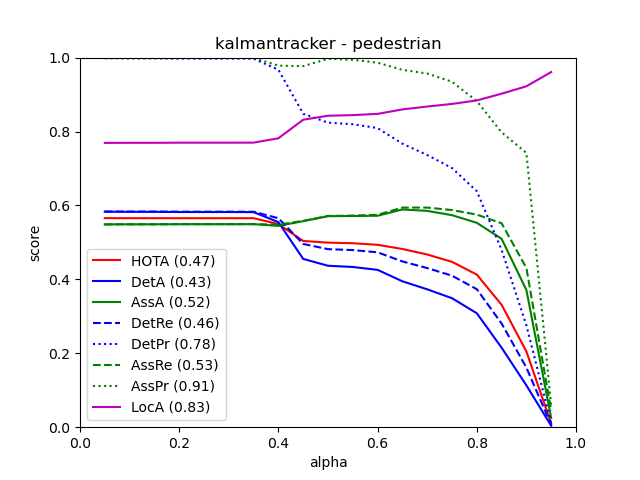 kalmantracker - pedestrian
1.0
0.8
0.6
0.4
0.2
0.0
score
HOTA (0.47)
DetA (0.43)
AssA (0.52)
DetRe (0.46)
DetPr (0.78)
AssRe (0.53)
AssPr (0.91)
LocA (0.83)
0.0 0.2 0.4 0.6 0.8 1.0
alpha